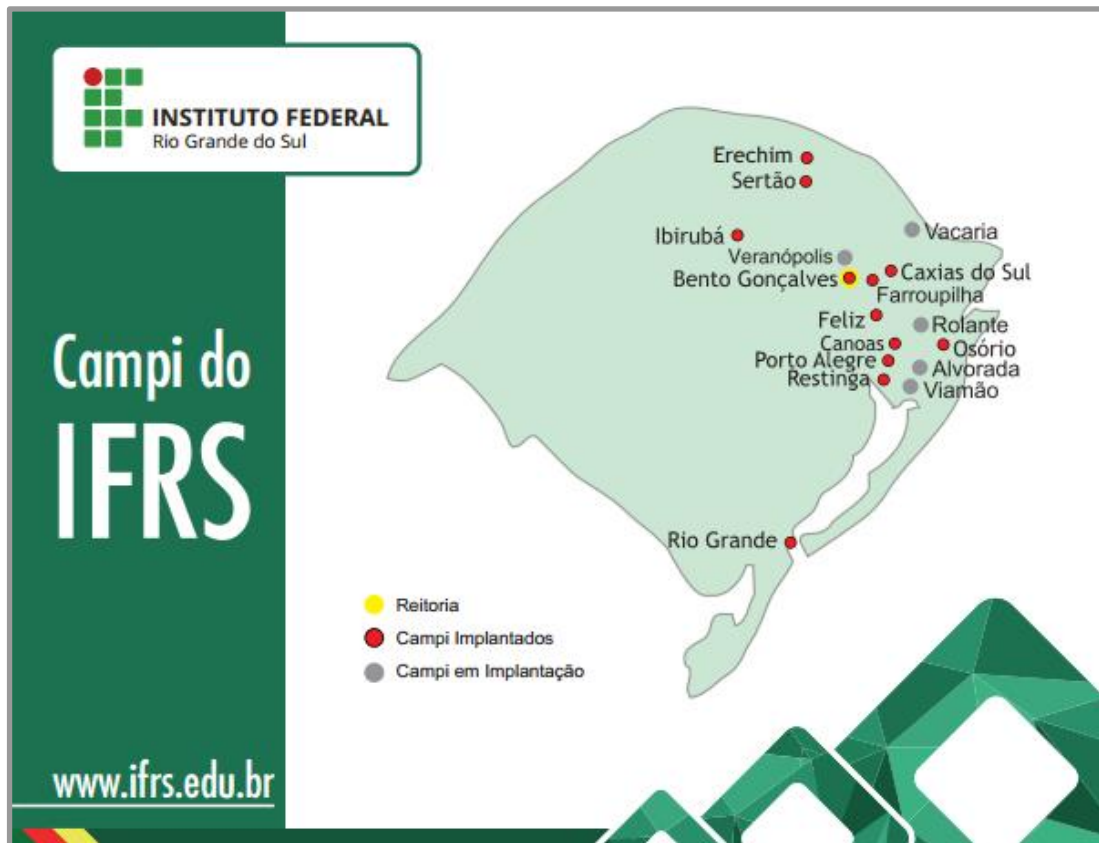 INSTITUTO FEDERAL
Rio Grande do Sul
Campi do
IFRS
www.ifrs.edu.br
Erechim
Sertão
Ibirubá
Vacaria
Veranópolis
Bento Gonçalves
Caxias do Sul
Farroupilha
Feliz
Rolante
Canoas
Osório
Porto Alegre
Alvorada
Restinga
Viamão
Rio Grande
Reitoria
Campi Implantados
Campi em Implantação